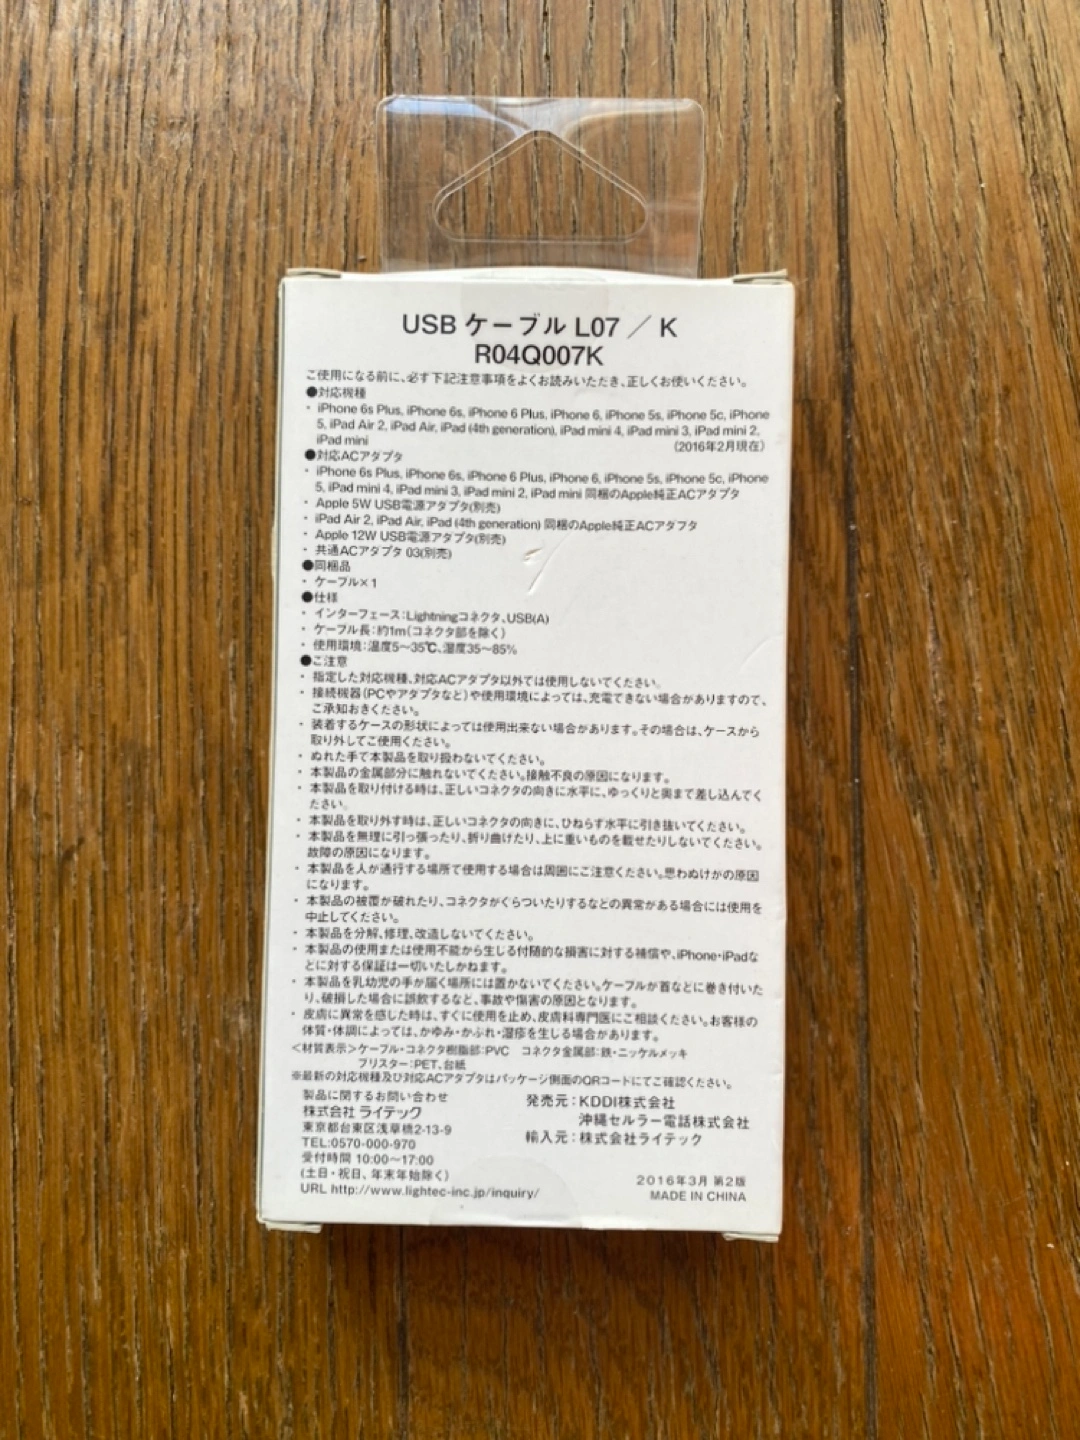 USB ケーブル L07 ／ K
R04Q007K
ご使用になる前に、必ず下記注意事項をよくお読みいただき、正しくお使いください。
●対応機種
・ iPhone 6s Plus, iPhone 6s, iPhone 6 Plus, iPhone 6, iPhone 5s, iPhone 5c, iPhone
5, iPad Air 2, iPad Air, iPad (4th generation), iPad mini 4, iPad mini 3, iPad mini 2,
iPad mini （2016年2月現在）
●対応ACアダプタ
・ iPhone 6s Plus, iPhone 6s, iPhone 6 Plus, iPhone 6, iPhone 5s, iPhone 5c, iPhone
5, iPad mini 4, iPad mini 3, iPad mini 2, iPad mini 同梱のApple純正ACアダプタ
・ Apple 5W USB電源アダプタ(別売)
・ iPad Air 2, iPad Air, iPad (4th generation) 同梱のApple純正ACアダプタ
・ Apple 12W USB電源アダプタ(別売)
・ 共通ACアダプタ 03(別売)
●同梱品
・ ケーブル×1
●仕様
・ インターフェース：Lightningコネクタ、USB(A)
・ ケーブル長：約1m（コネクタ部を除く）
・ 使用環境：温度5～35℃、湿度35～85%
●ご注意
・ 指定した対応機種、対応ACアダプタ以外では使用しないでください。
・ 接続機器（PCやアダプタなど）や使用環境によっては、充電できない場合がありますので、
ご承知おきください。
・ 装着するケースの形状によっては使用出来ない場合があります。その場合は、ケースから
取り外してご使用ください。
・ ぬれた手で本製品を取り扱わないでください。
・ 本製品の金属部分に触れないでください。接触不良の原因になります。
・ 本製品を取り付ける時は、正しいコネクタの向きに水平に、ゆっくりと奥まで差し込んでく
ださい。
・ 本製品を取り外す時は、正しいコネクタの向きに、ひねらず水平に引き抜いてください。
・ 本製品を無理に引っ張ったり、折り曲げたり、上に重いものを載せたりしないでください。
故障の原因になります。
・ 本製品を人が通行する場所で使用する場合は周囲にご注意ください。思わぬけがの原因
になります。
・ 本製品の被覆が破れたり、コネクタがぐらついたりするなどの異常がある場合には使用を
中止してください。
・ 本製品を分解、修理、改造しないでください。
・ 本製品の使用または使用不能から生じる付随的な損害に対する補償や、iPhone・iPadな
どに対する保証は一切いたしかねます。
・ 本製品を乳幼児の手が届く場所には置かないでください。ケーブルが首などに巻き付いた
り、破損した場合に誤飲するなど、事故や傷害の原因となります。
・ 皮膚に異常を感じた時は、すぐに使用を止め、皮膚科専門医にご相談ください。お客様の
体質・体調によっては、かゆみ・かぶれ・湿疹を生じる場合があります。
＜材質表示＞ケーブル・コネクタ樹脂部：PVC コネクタ金属部：鉄・ニッケルメッキ
ブリスター：PET、台紙
※最新の対応機種及び対応ACアダプタはパッケージ側面のQRコードにてご確認ください。
製品に関するお問い合わせ
株式会社 ライテック
東京都台東区浅草橋2-13-9
TEL:0570-000-970
受付時間 10:00～17:00
(土日・祝日、年末年始除く)
URL http://www.lightec-inc.jp/inquiry/
発売元：KDDI株式会社
沖縄セルラー電話株式会社
輸入元：株式会社ライテック
2016年3月 第2版
MADE IN CHINA